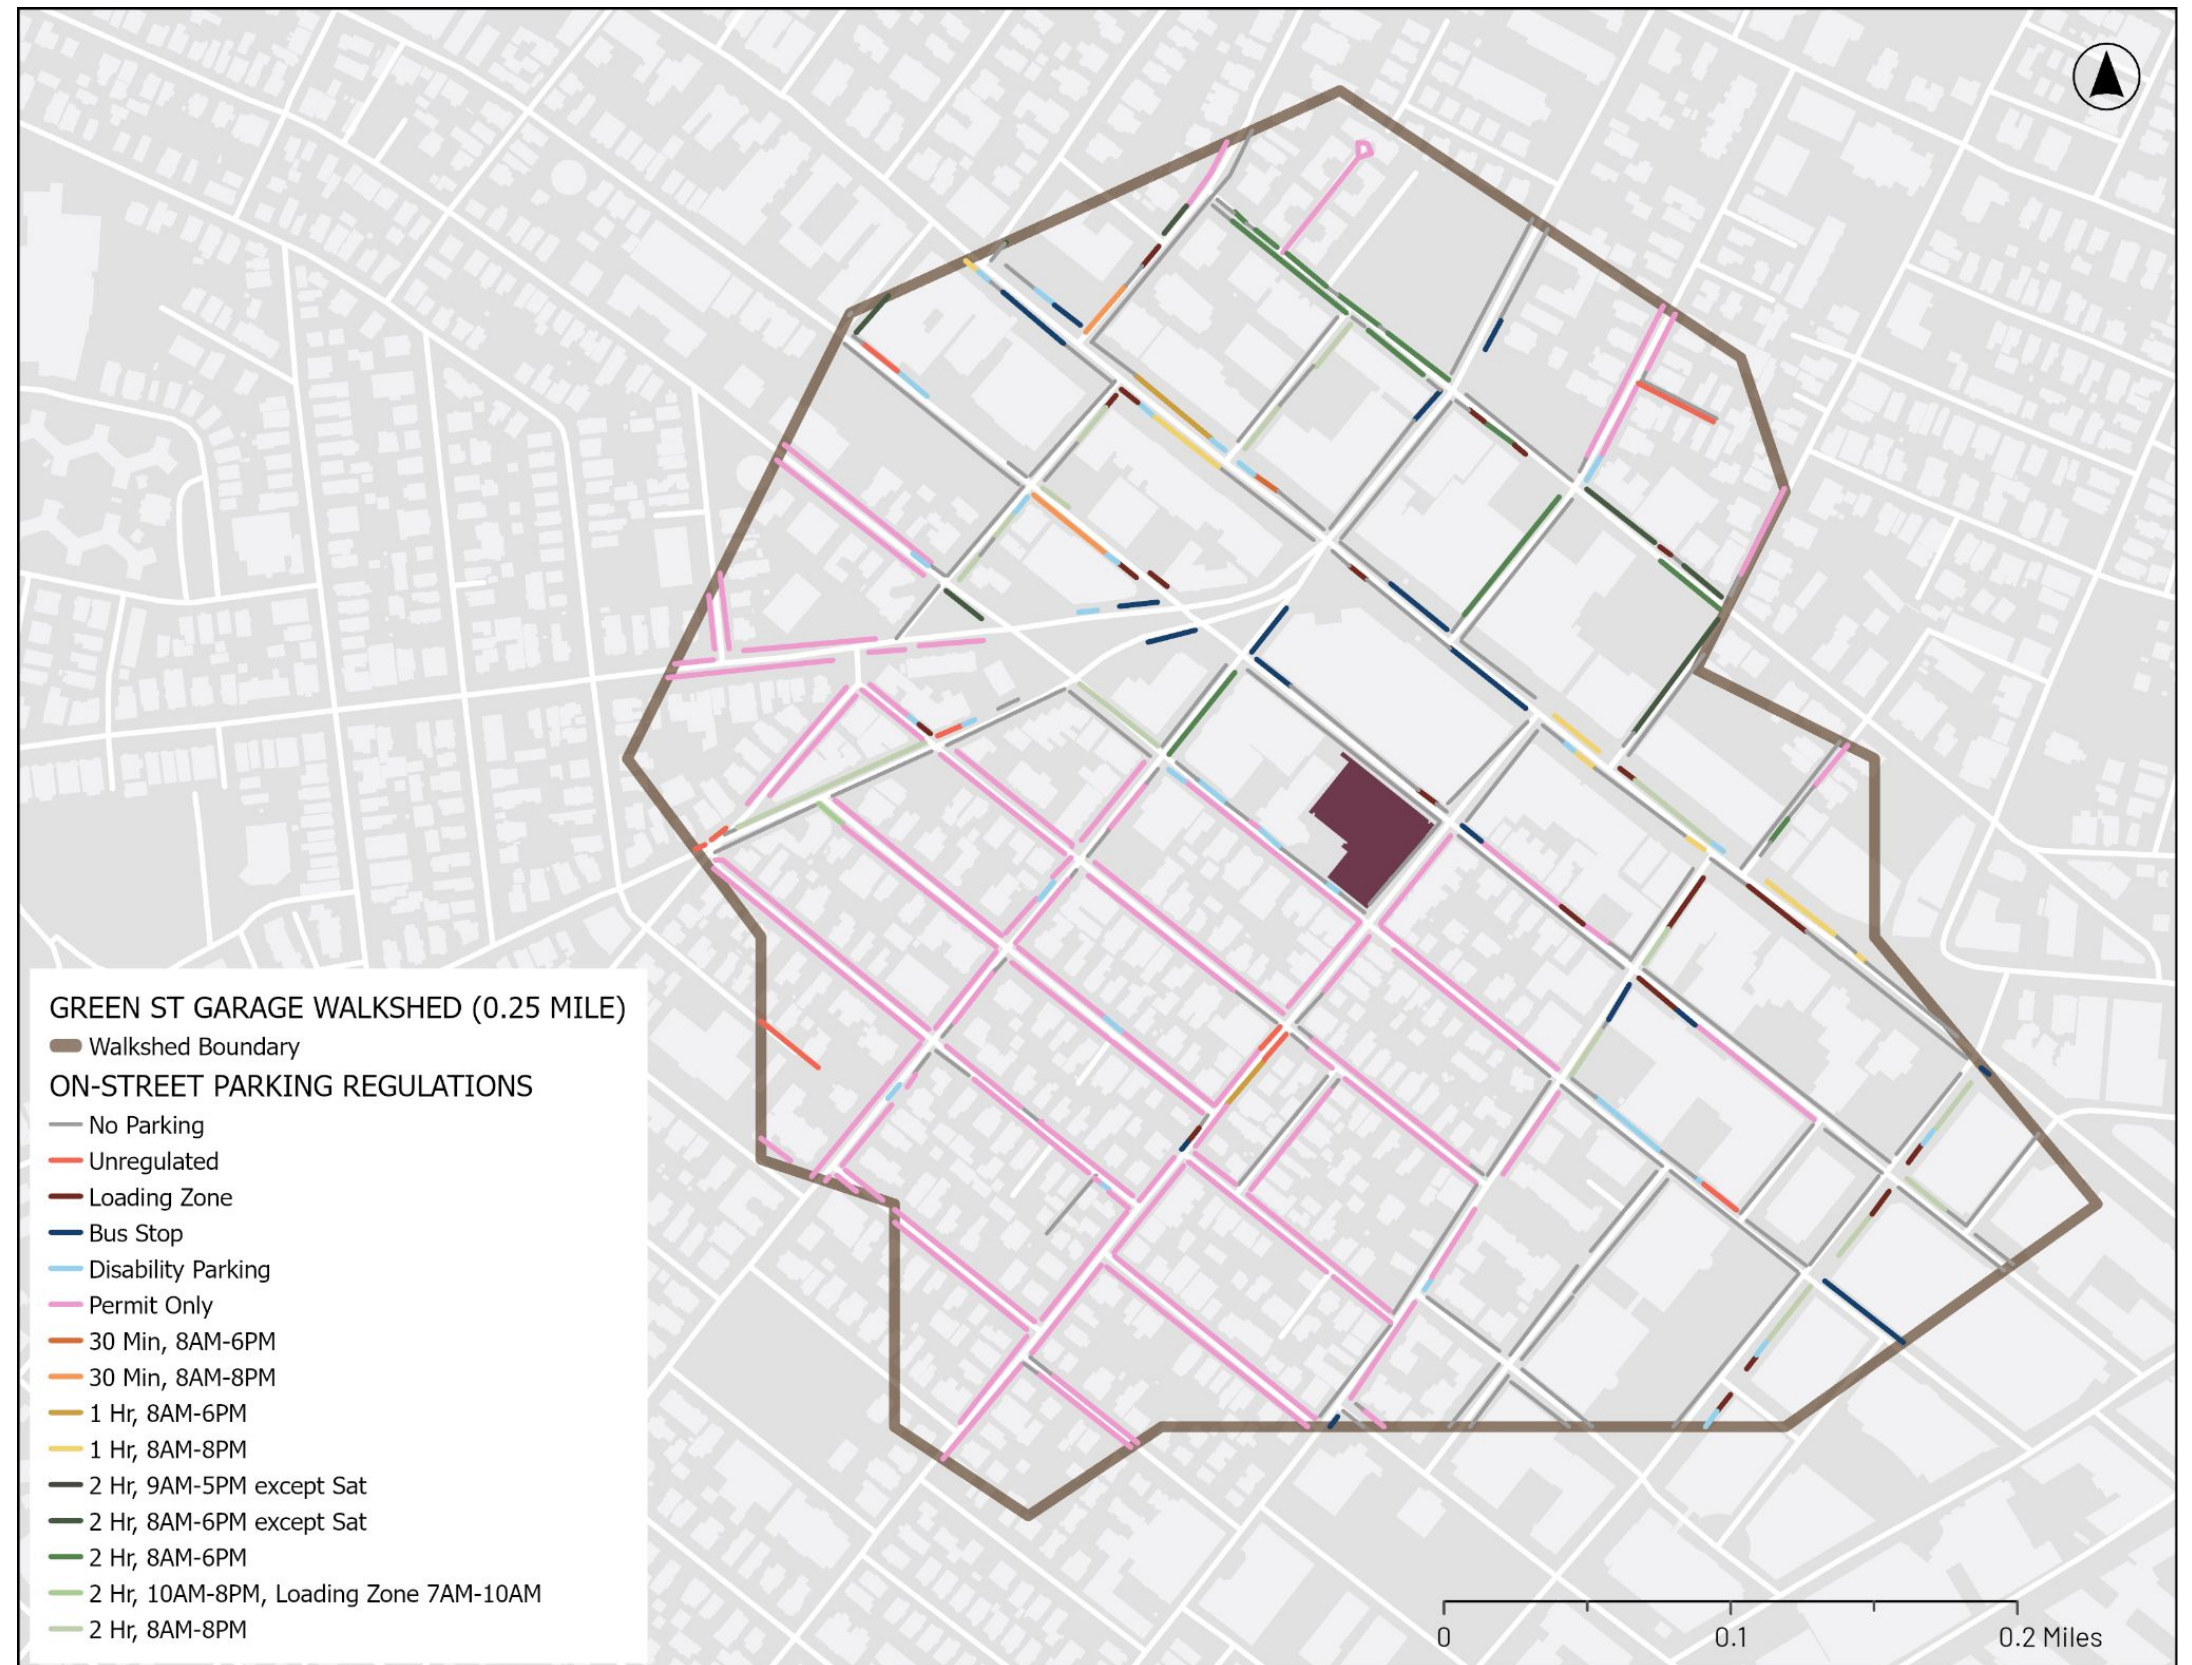 GREEN ST GARAGE WALKSHED (0.25 MILE)
Walkshed Boundary
ON-STREET PARKING REGULATIONS
No Parking
Unregulated
Loading Zone
Bus Stop
Disability Parking
Permit Only
30 Min, 8AM-6PM
30 Min, 8AM-8PM
1 Hr, 8AM-6PM
1 Hr, 8AM-8PM
2 Hr, 9AM-5PM except Sat
2 Hr, 8AM-6PM except Sat
2 Hr, 8AM-6PM
2 Hr, 10AM-8PM, Loading Zone 7AM-10AM
2 Hr, 8AM-8PM
0 0.1 0.2 Miles